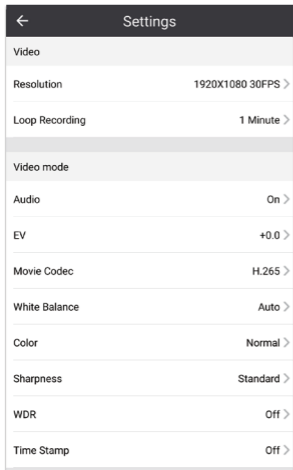 Settings
Video
Resolution 1920X1080 30FPS
Loop Recording 1 Minute
Video mode
Audio On
EV +0.0
Movie Codec H.265
White Balance Auto
Color Normal
Sharpness Standard
WDR Off
Time Stamp Off